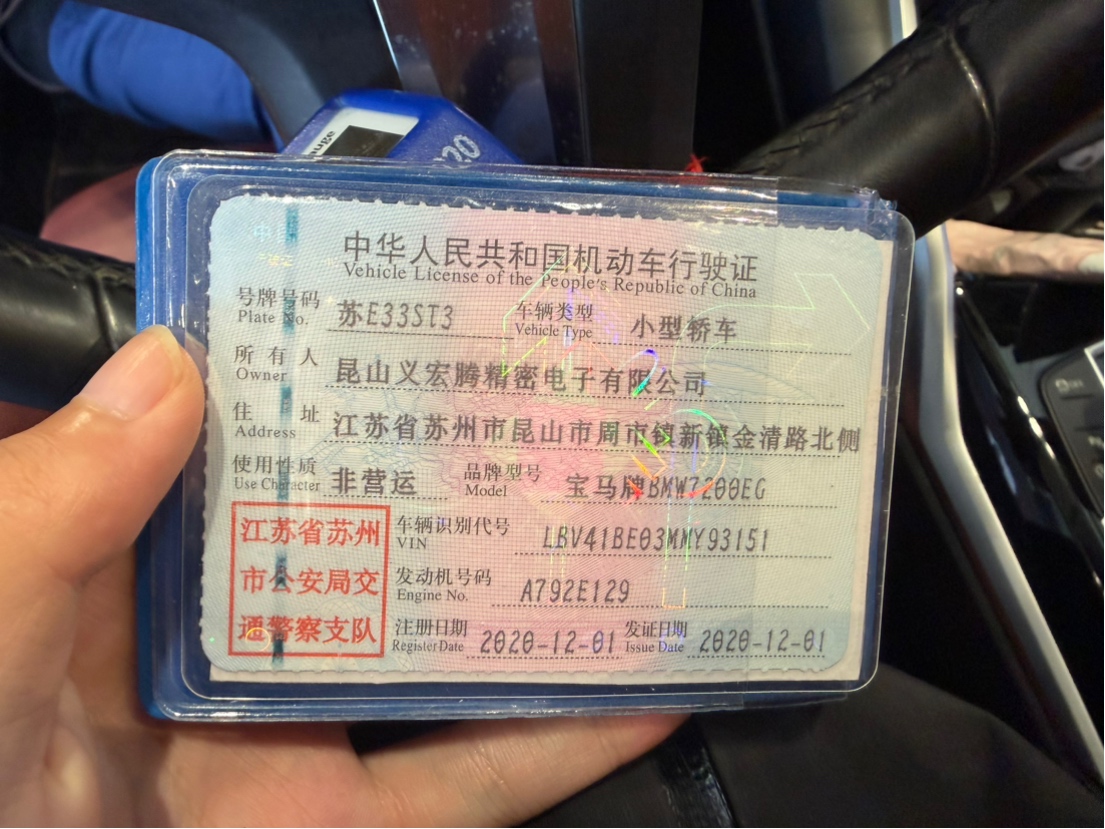 20
中华人民共和国机动车行驶证
Vehicle License of the People's Republic of China
号牌号码 苏E33ST3 车辆类型 小型轿车
Plate No. Vehicle Type
所有人 昆山义宏腾精密电子有限公司
Owner
住址 江苏省苏州市昆山市周市镇新镇金清路北侧
Address
使用性质 非营运 品牌型号 宝马牌BMW7200EG
Use Character Model
江苏省苏州
市公安局交
通警察支队
车辆识别代号 LBV41BE03MMY93151
VIN
发动机号码 A792E129
Engine No.
注册日期 2020-12-01 发证日期 2020-12-01
Register Date Issue Date